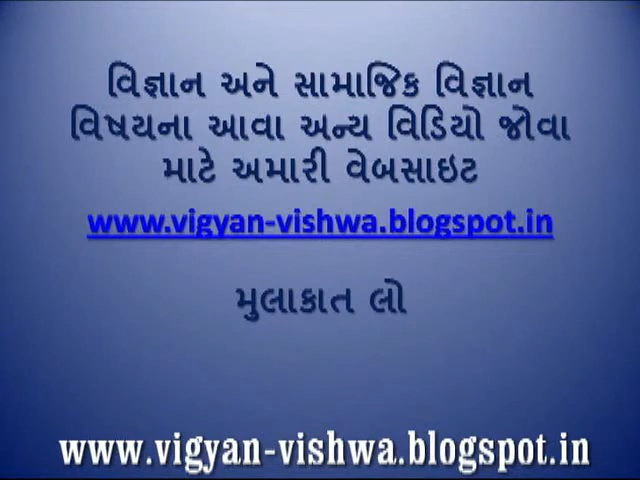 વિજ્ઞાન અને સામાજિક વિજ્ઞાન
વિષયના આવા અન્ય વિડિયો જોવા
માટે અમારી વેબસાઇટ
www.vigyan-vishwa.blogspot.in
મુલાકાત લો
www.vigyan-vishwa.blogspot.in